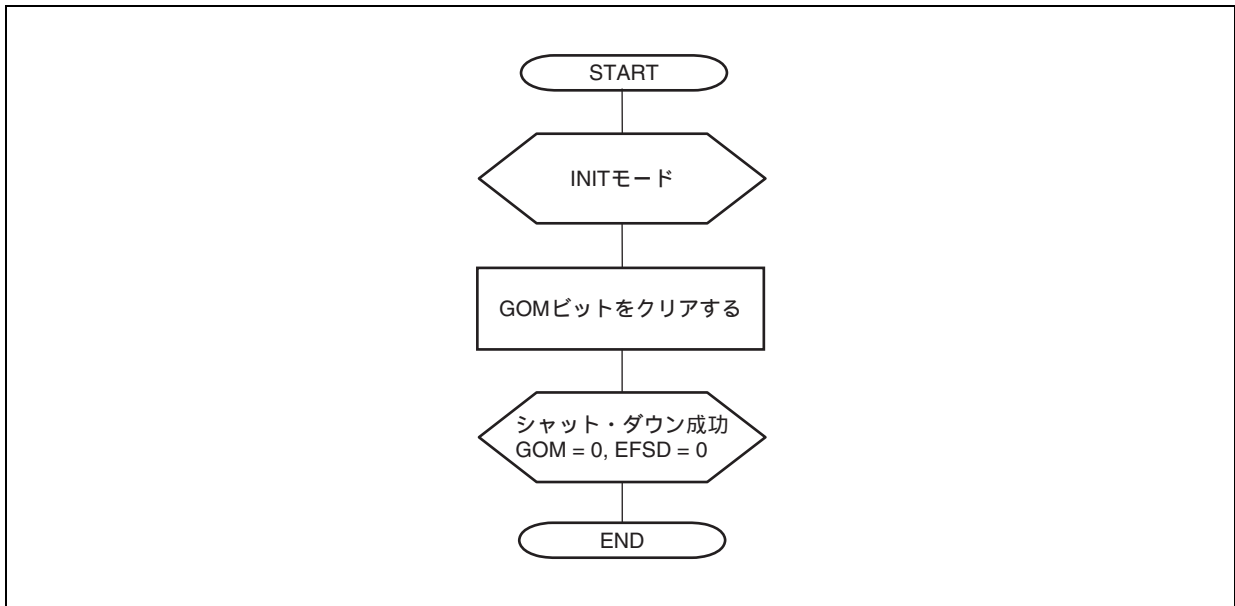 START
INITモード
GOMビットをクリアする
シャット・ダウン成功
GOM = 0, EFSD = 0
END